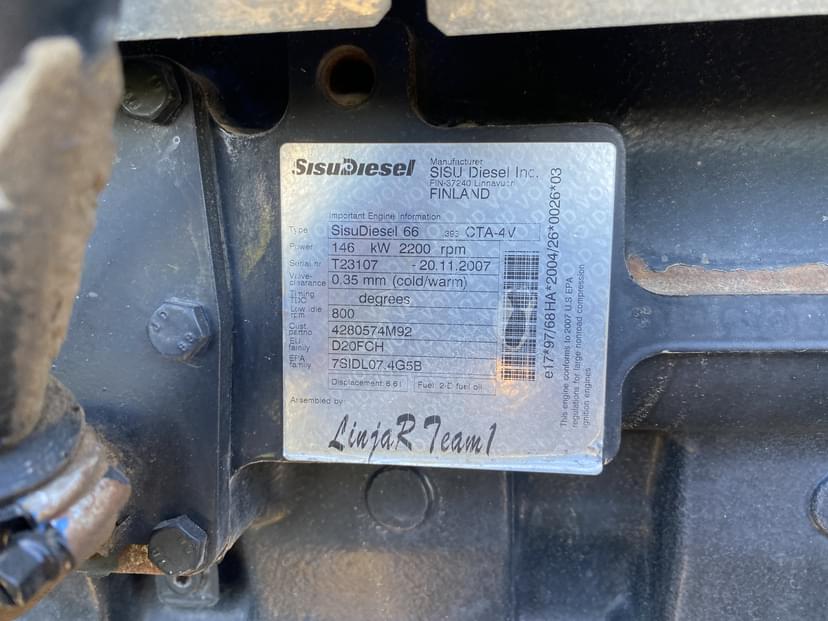 SISUDIESEL
Manufacturer
SISU Diesel Inc.
FIN-37240 Linnavuori
FINLAND
Important Engine Information
Type SisuDiesel 66 393 CTA-4V
Power 146 kW 2200 rpm
Serial nr T23107 - 20.11.2007
Valve-clearance 0.35 mm (cold/warm)
Timing TDC degrees
Low idle rpm 800
Cust. partno 4280574M92
EU family D20FCH
EPA family 7SIDL07.4G5B
Displacement: 6.6 l Fuel: 2-D fuel oil
Assembled by:
LinjaR Team1
e17*97/68HA*2004/26*0026*03
This engine conforms to 2007 U.S EPA
regulations for large nonroad compression
ignition engines.